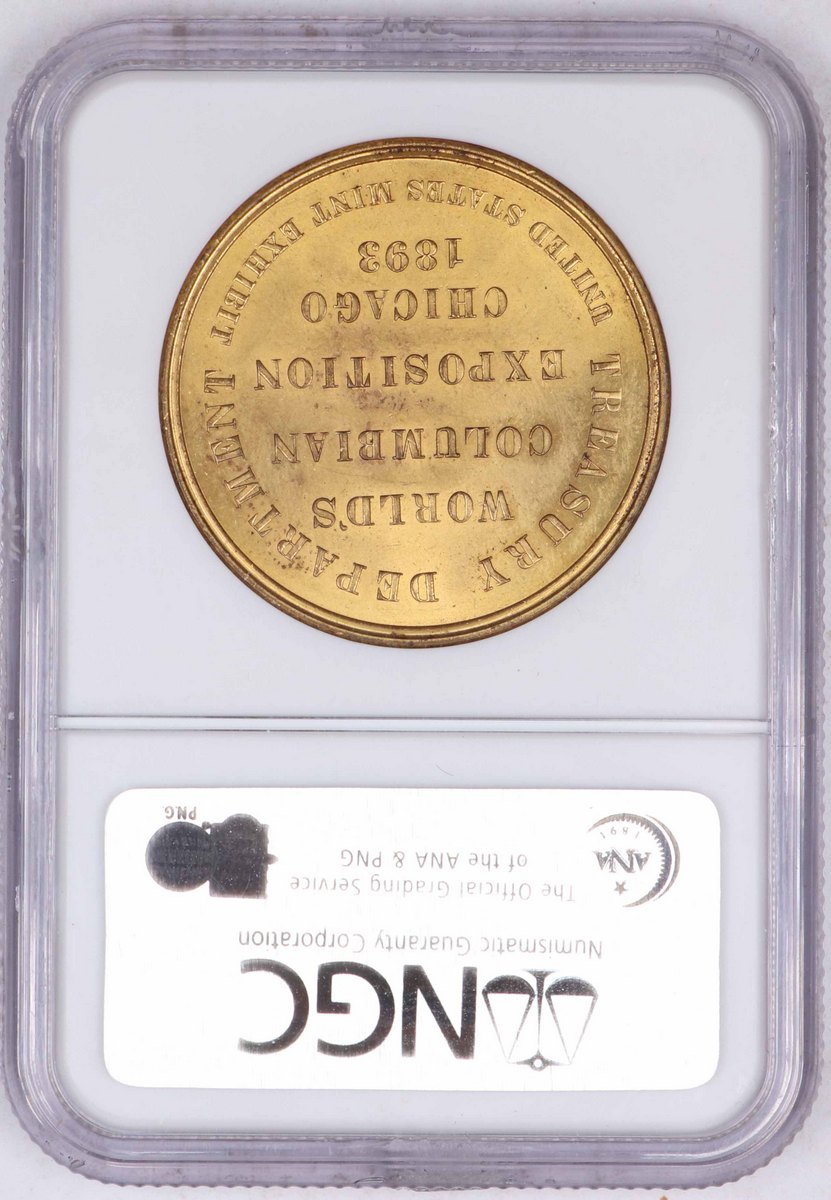 NGC
Numismatic Guaranty Corporation
The Official Grading Service
of the ANA & PNG
ANA
1891
PNG
TREASURY DEPARTMENT
WORLD'S
COLUMBIAN
EXPOSITION
CHICAGO
1893
UNITED STATES MINT EXHIBIT